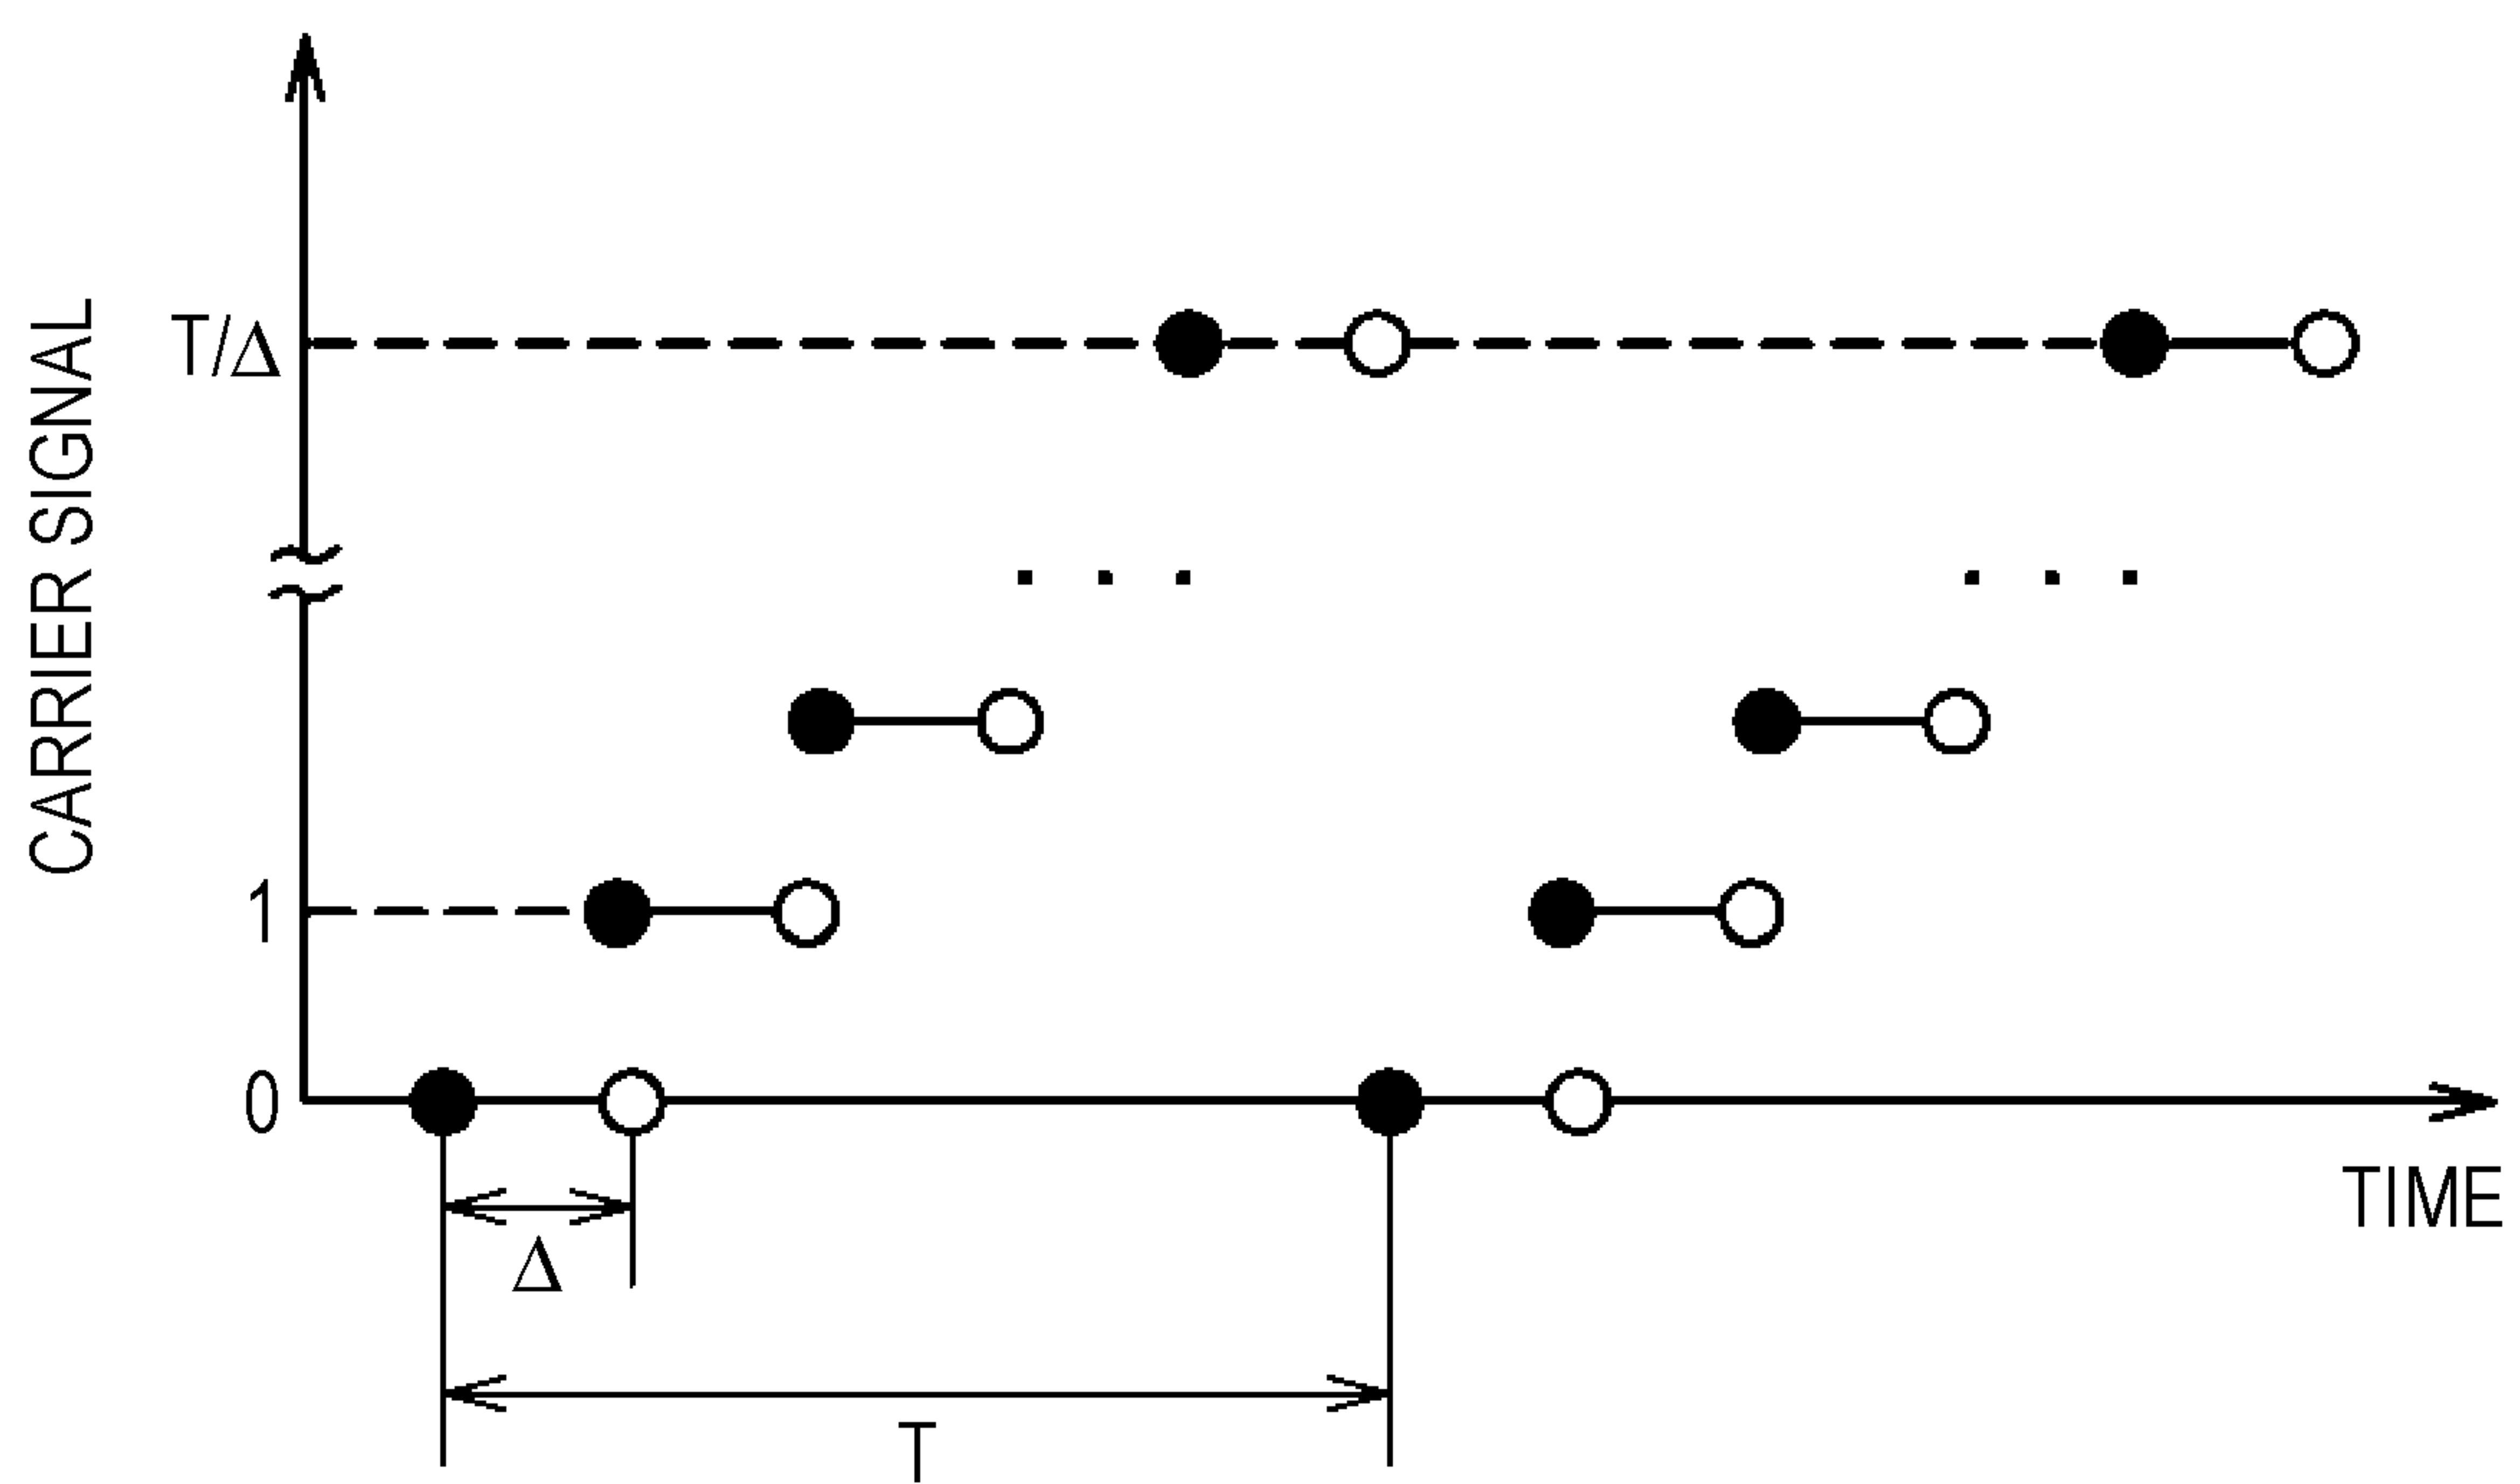 CARRIER SIGNAL
T/Δ
. . .
. . .
1
0
TIME
Δ
T